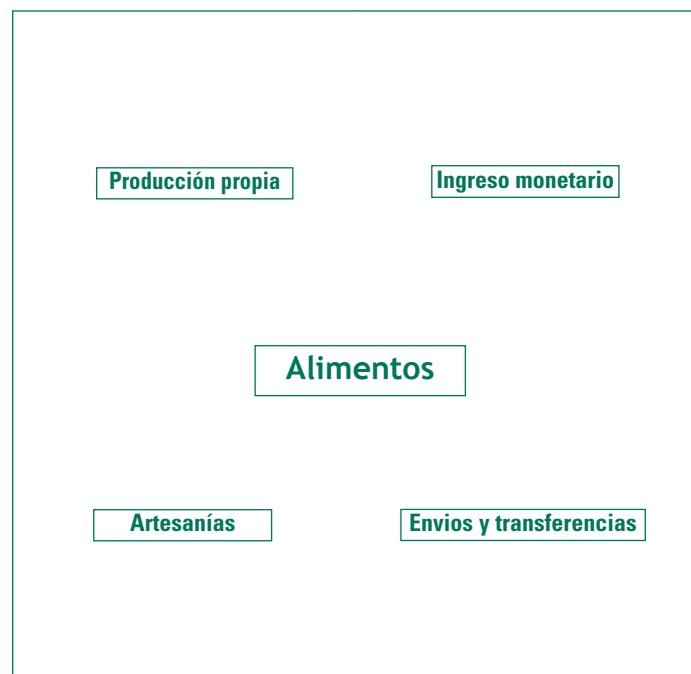 Producción propia
Ingreso monetario
Alimentos
Artesanías
Envios y transferencias